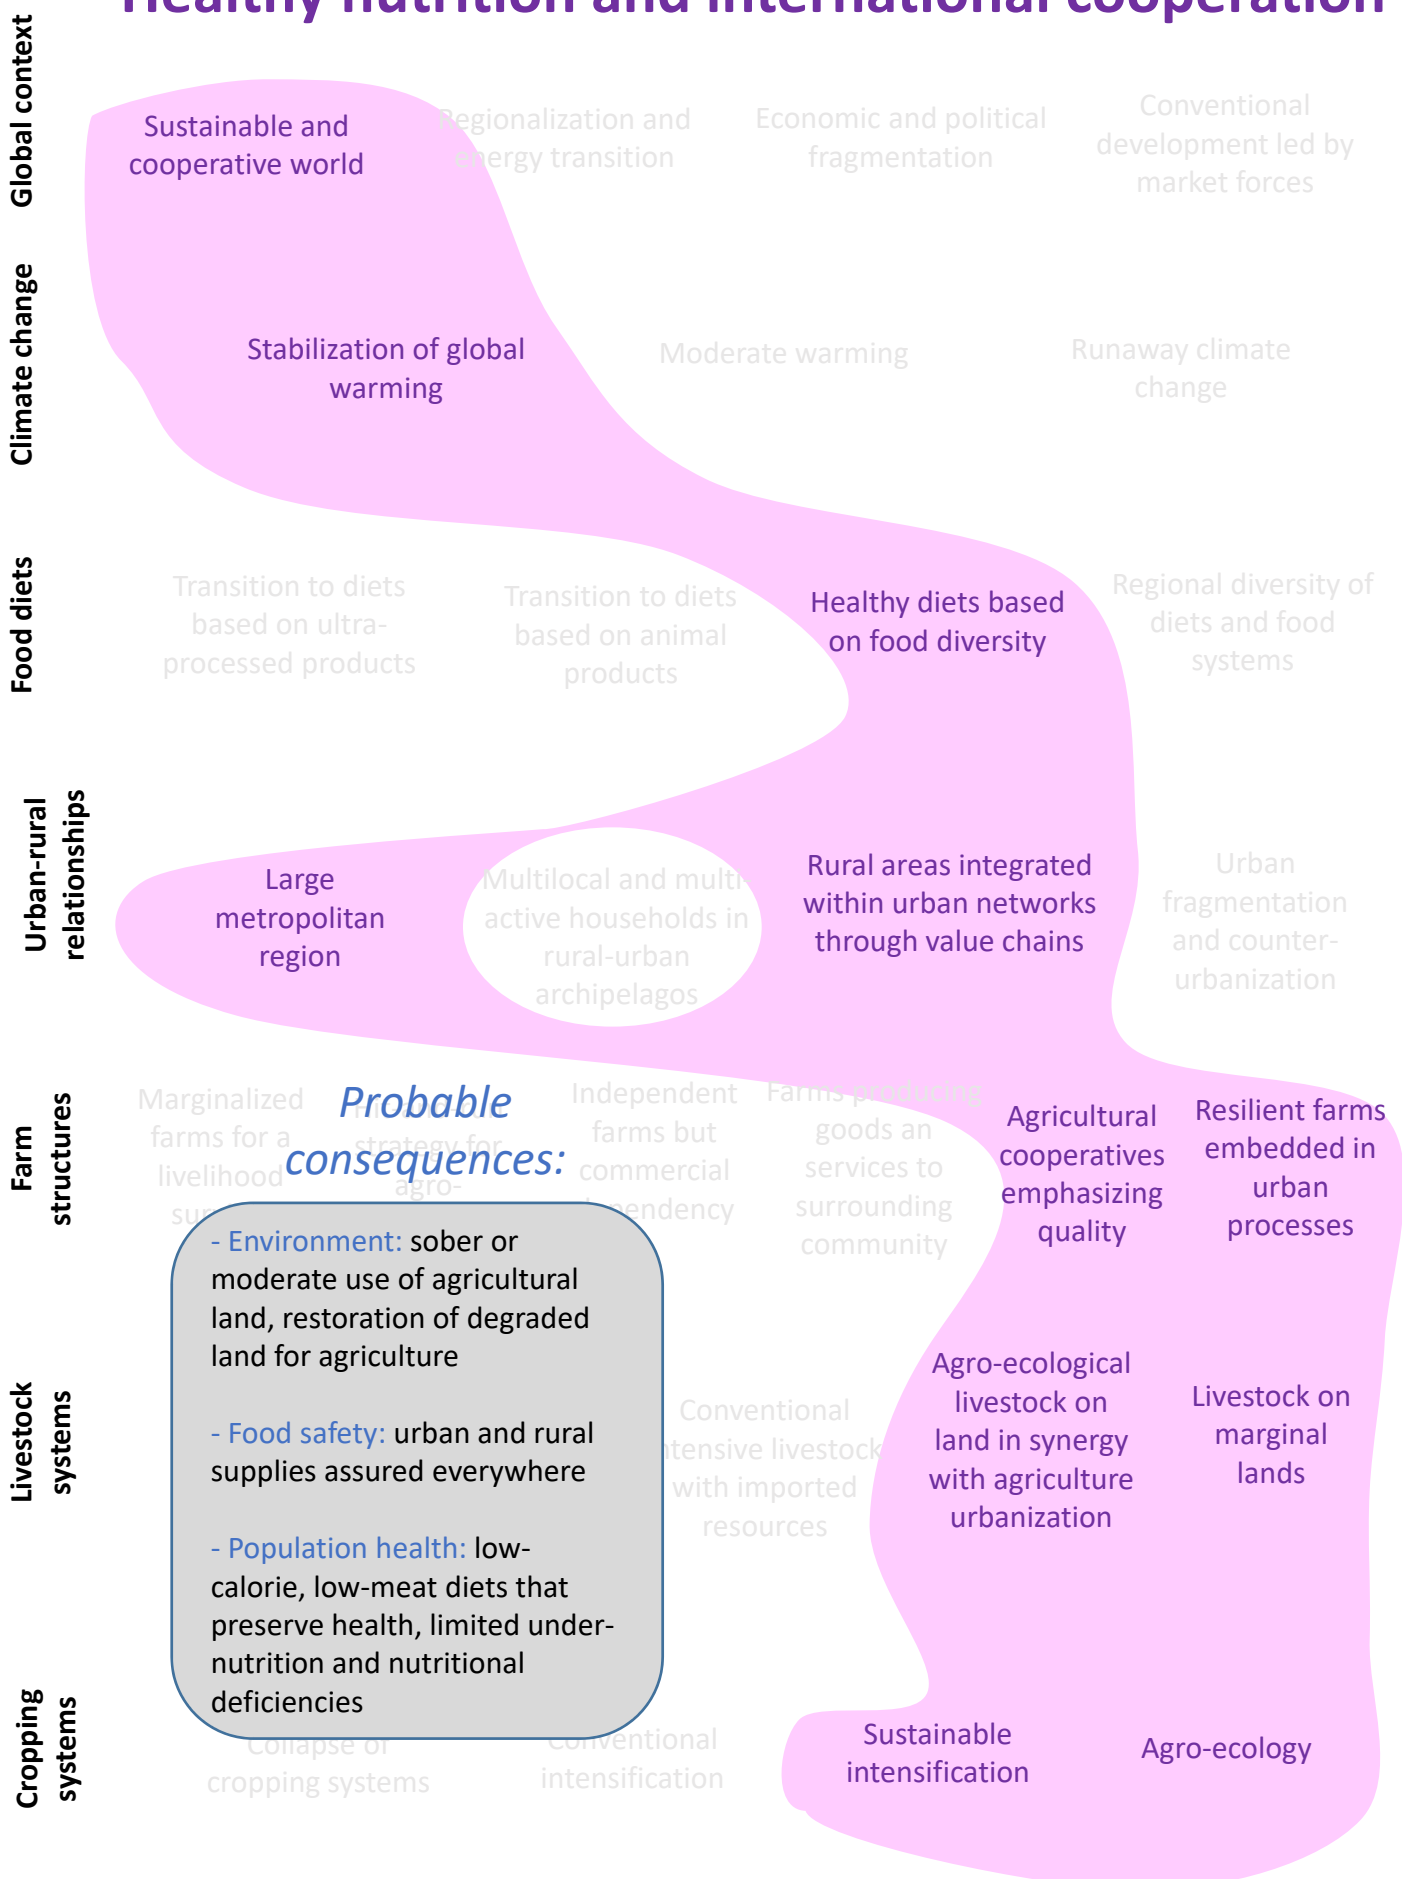 Healthy nutrition and international cooperation
Global context
Sustainable and
cooperative world
Regionalization and
energy transition
Economic and political
fragmentation
Conventional
development led by
market forces
Climate change
Stabilization of global
warming
Moderate warming
Runaway climate
change
Food diets
Transition to diets
based on ultra-
processed products
Transition to diets
based on animal
products
Healthy diets based
on food diversity
Regional diversity of
diets and food
systems
Urban-rural
relationships
Large
metropolitan
region
Multilocal and multi-
active households in
rural-urban
archipelagos
Rural areas integrated
within urban networks
through value chains
Urban
fragmentation
and counter-
urbanization
Farm
structures
Marginalized
farms for a
livelihood
strategy for
agro-
Independent
farms but
commercial
Farms producing
goods an
services to
surrounding
community
Agricultural
cooperatives
emphasizing
quality
Resilient farms
embedded in
urban
processes
Probable
consequences:
- Environment: sober or
moderate use of agricultural
land, restoration of degraded
land for agriculture
- Food safety: urban and rural
supplies assured everywhere
- Population health: low-
calorie, low-meat diets that
preserve health, limited under-
nutrition and nutritional
deficiencies
Livestock
systems
Conventional
intensive livestock
with imported
resources
Agro-ecological
livestock on
land in synergy
with agriculture
urbanization
Livestock on
marginal
lands
Cropping
systems
Collapse of
cropping systems
Conventional
intensification
Sustainable
intensification
Agro-ecology